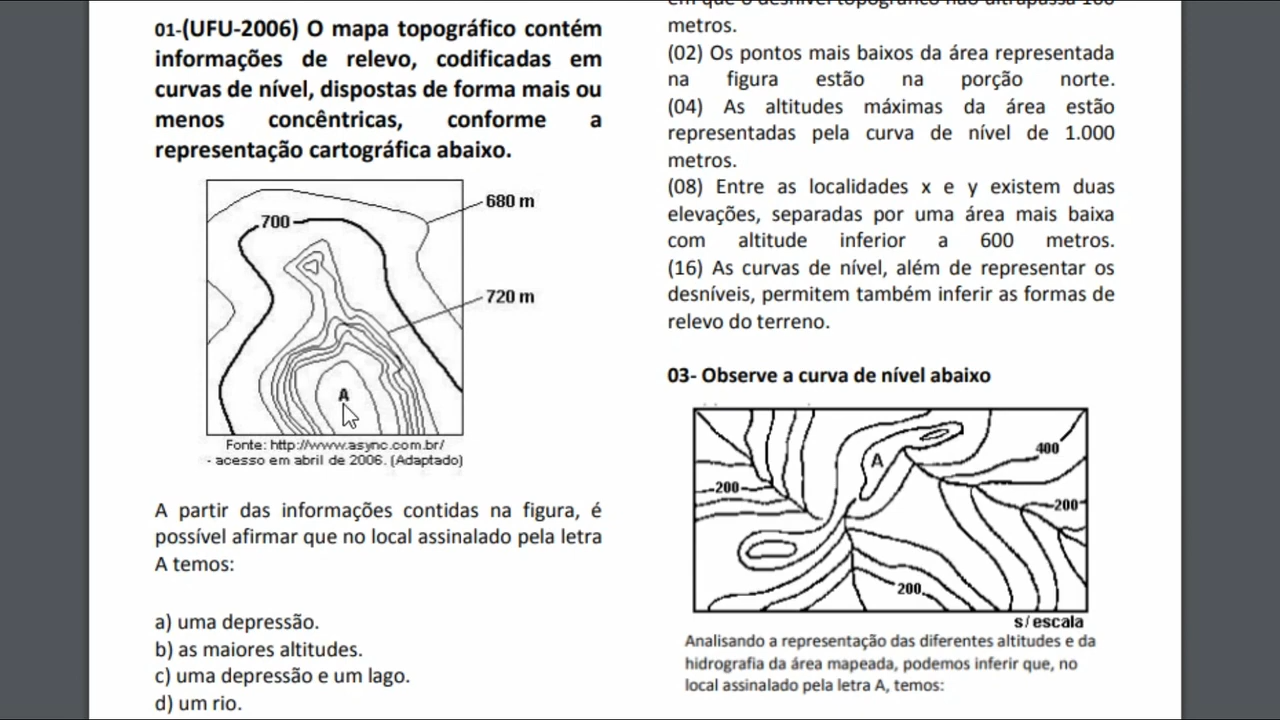 01-(UFU-2006) O mapa topográfico contém
informações de relevo, codificadas em
curvas de nível, dispostas de forma mais ou
menos concêntricas, conforme a
representação cartográfica abaixo.
680 m
700
720 m
A
Fonte: http://www.async.com.br/
- acesso em abril de 2006. (Adaptado)
A partir das informações contidas na figura, é
possível afirmar que no local assinalado pela letra
A temos:
a) uma depressão.
b) as maiores altitudes.
c) uma depressão e um lago.
d) um rio.
em que o desnível topográfico não ultrapassa 100
metros.
(02) Os pontos mais baixos da área representada
na figura estão na porção norte.
(04) As altitudes máximas da área estão
representadas pela curva de nível de 1.000
metros.
(08) Entre as localidades x e y existem duas
elevações, separadas por uma área mais baixa
com altitude inferior a 600 metros.
(16) As curvas de nível, além de representar os
desníveis, permitem também inferir as formas de
relevo do terreno.
03- Observe a curva de nível abaixo
400
A
200
200
200
s/escala
Analisando a representação das diferentes altitudes e da
hidrografia da área mapeada, podemos inferir que, no
local assinalado pela letra A, temos: